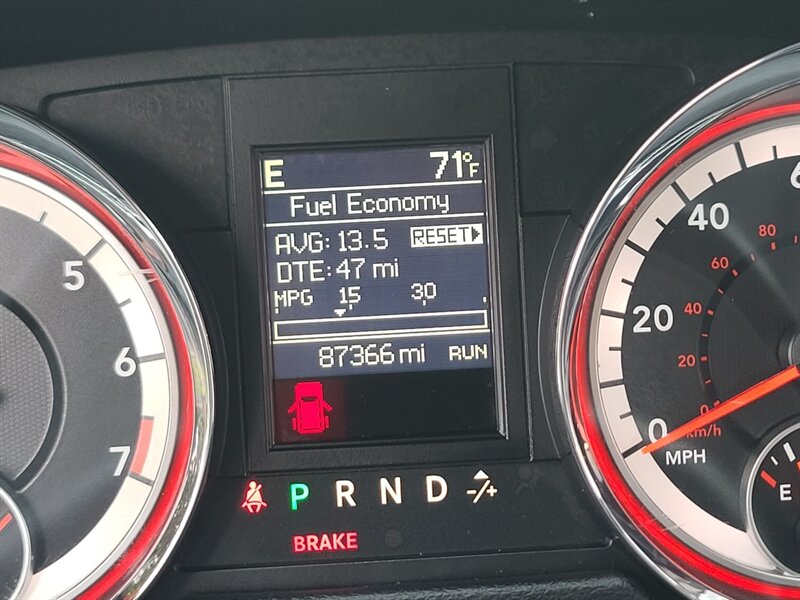 E 71°F
Fuel Economy
AVG: 13.5 RESET
DTE: 47 mi
MPG 15 30
87366 mi RUN
P R N D -/+
BRAKE
5
6
7
40
20
0
MPH
80
60
40
20
0
km/h
E